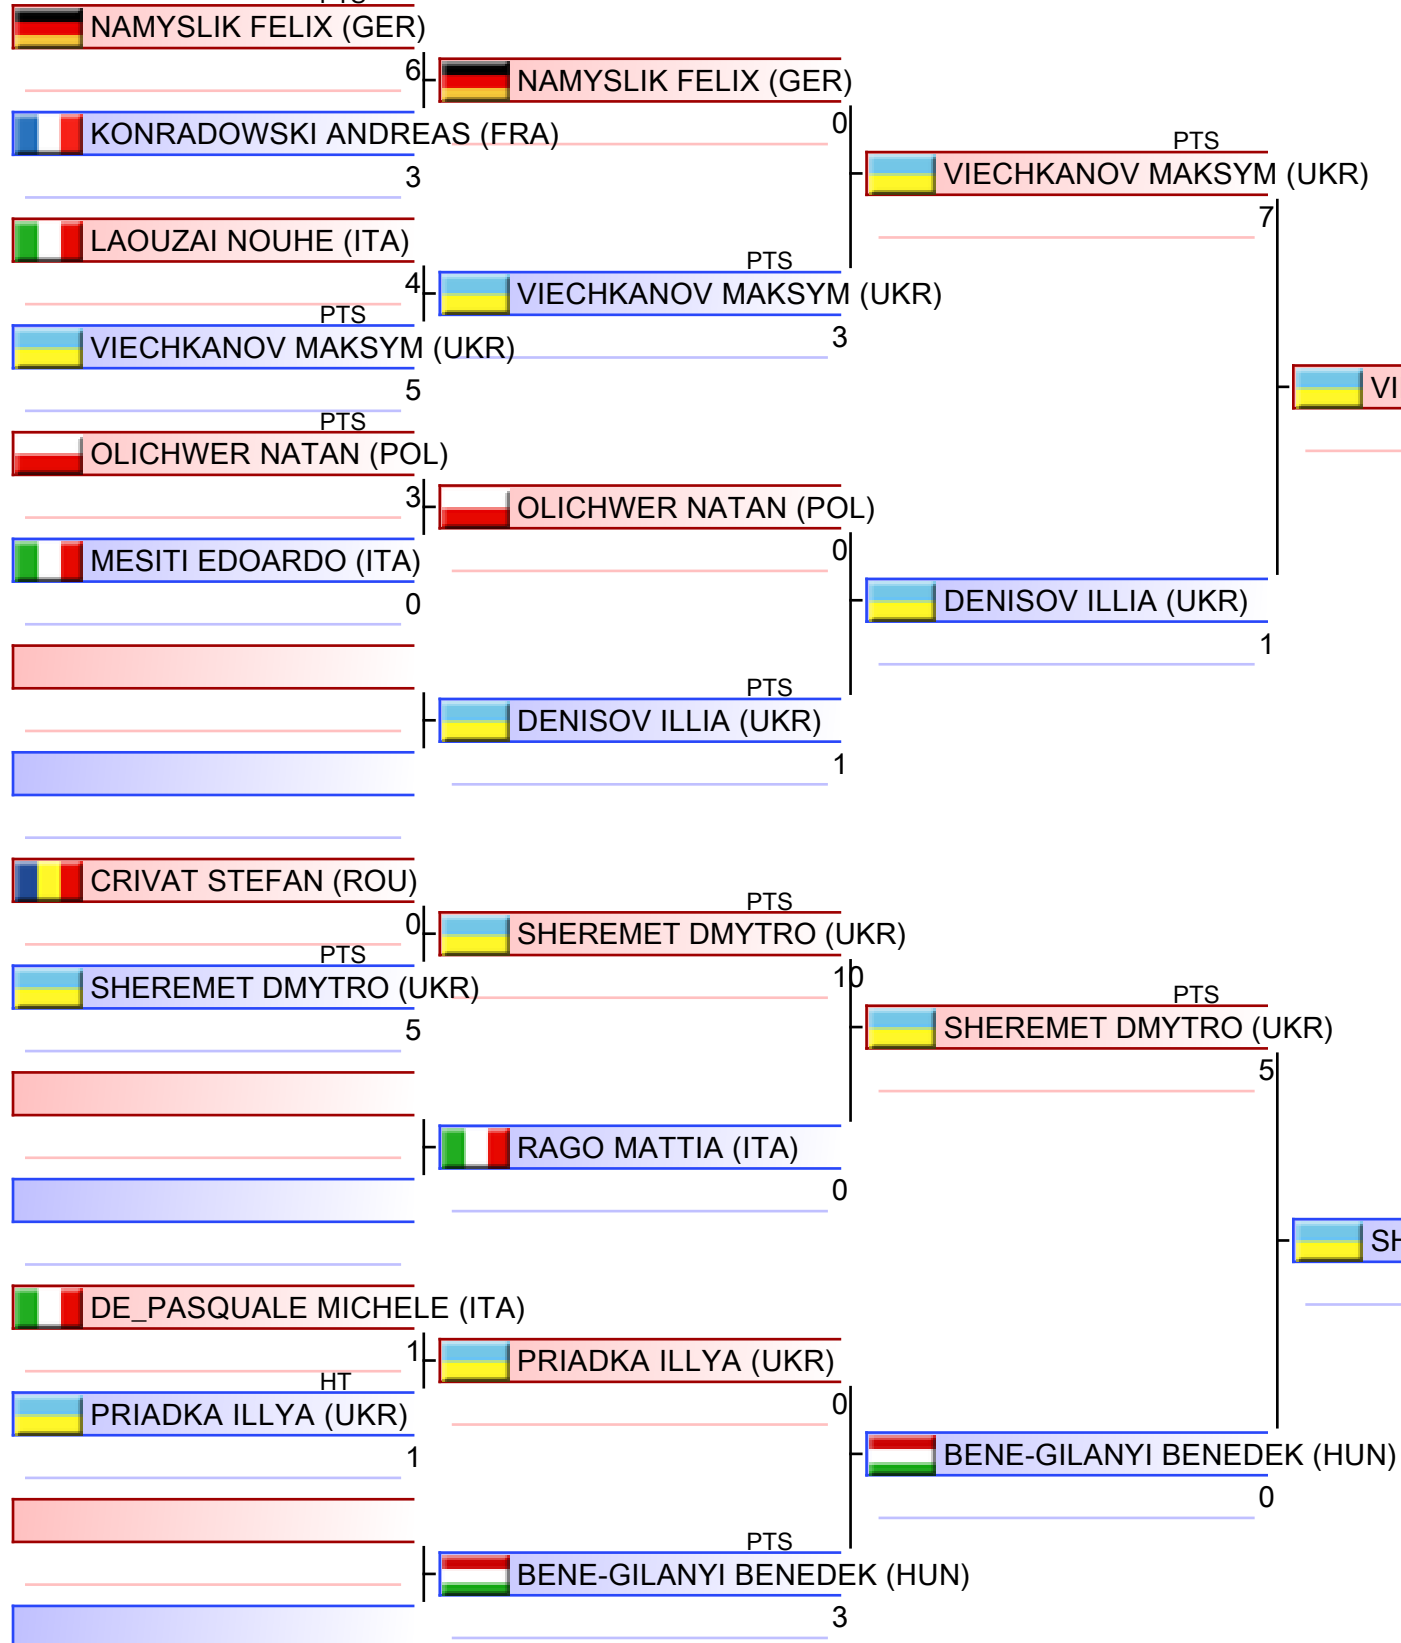 PTS
NAMYSLIK FELIX (GER)
6
KONRADOWSKI ANDREAS (FRA)
3
LAOUZAI NOUHE (ITA)
4
PTS
VIECHKANOV MAKSYM (UKR)
5
PTS
OLICHWER NATAN (POL)
3
MESITI EDOARDO (ITA)
0
CRIVAT STEFAN (ROU)
0
PTS
SHEREMET DMYTRO (UKR)
5
DE_PASQUALE MICHELE (ITA)
1
HT
PRIADKA ILLYA (UKR)
1
NAMYSLIK FELIX (GER)
0
PTS
VIECHKANOV MAKSYM (UKR)
3
OLICHWER NATAN (POL)
0
PTS
DENISOV ILLIA (UKR)
1
PTS
SHEREMET DMYTRO (UKR)
10
RAGO MATTIA (ITA)
0
PRIADKA ILLYA (UKR)
0
PTS
BENE-GILANYI BENEDEK (HUN)
3
PTS
VIECHKANOV MAKSYM (UKR)
7
DENISOV ILLIA (UKR)
1
PTS
SHEREMET DMYTRO (UKR)
5
BENE-GILANYI BENEDEK (HUN)
0
VI
SH